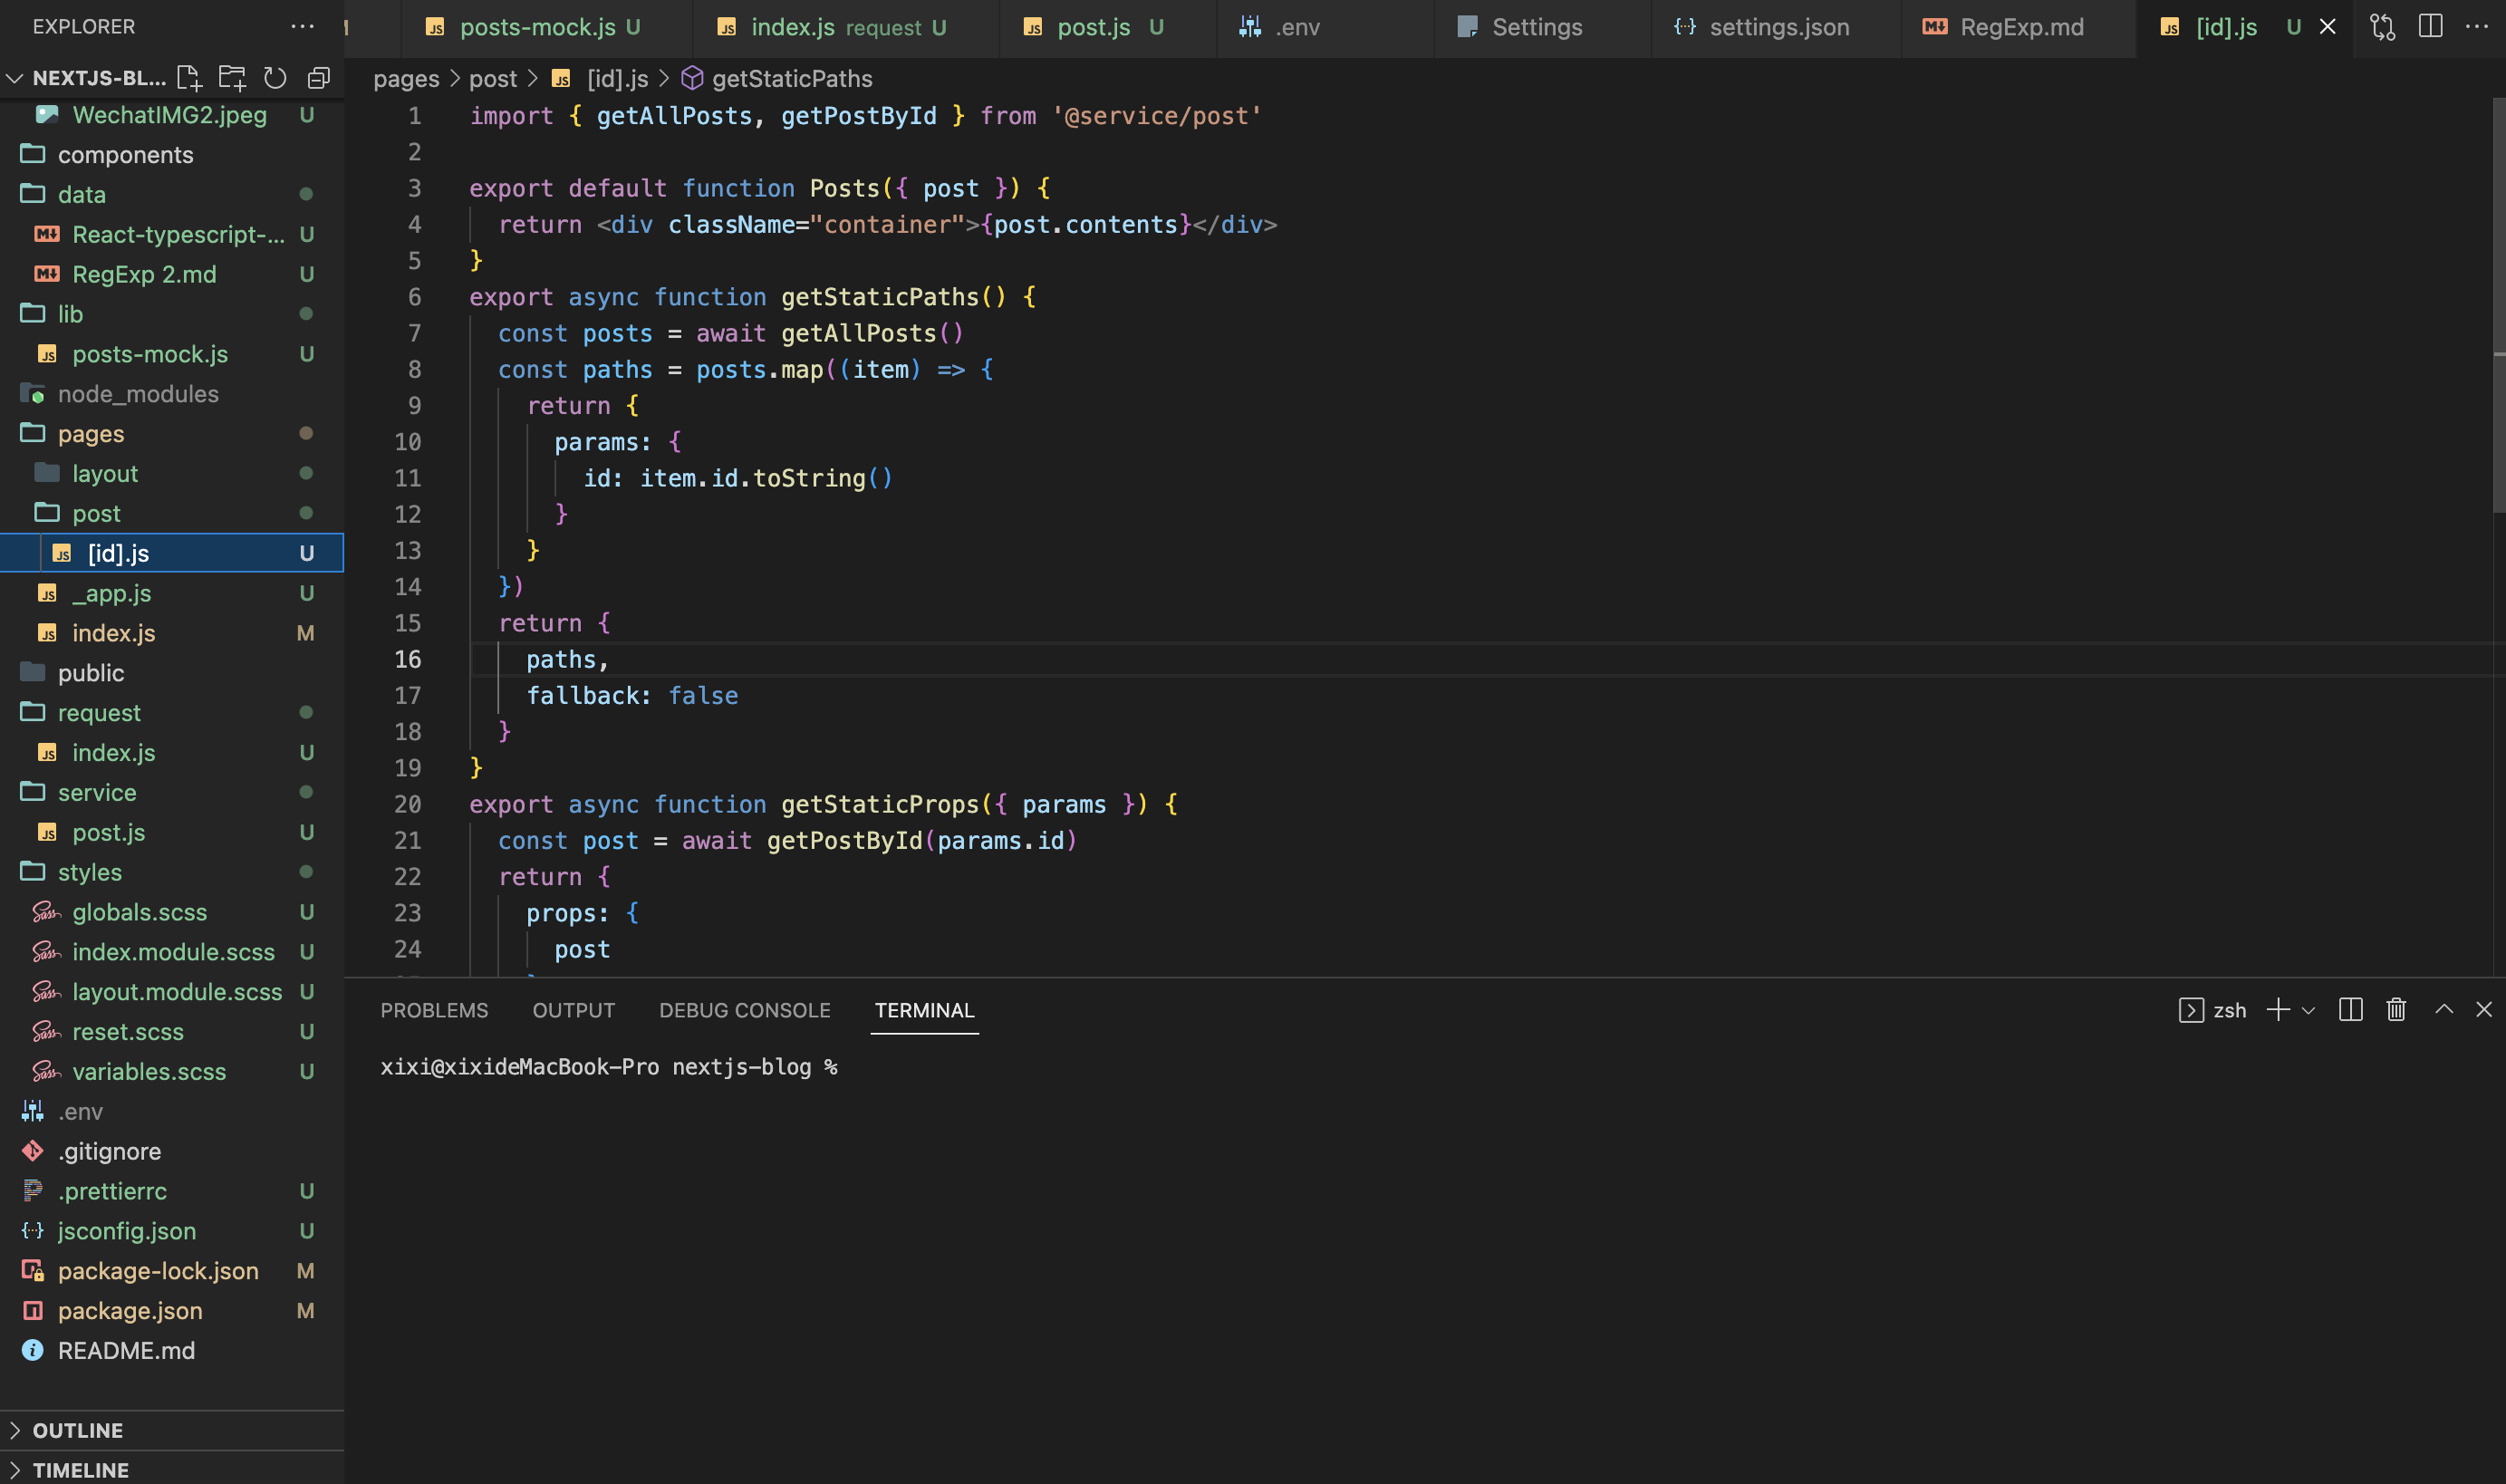 EXPLORER
NEXTJS-BL...
WechatIMG2.jpeg U
components
data
React-typescript-... U
RegExp 2.md U
lib
posts-mock.js U
node_modules
pages
layout
post
[id].js U
_app.js U
index.js M
public
request
index.js U
service
post.js U
styles
globals.scss U
index.module.scss U
layout.module.scss U
reset.scss U
variables.scss U
.env
.gitignore
.prettierrc U
jsconfig.json U
package-lock.json M
package.json M
README.md
OUTLINE
TIMELINE
posts-mock.js U index.js request U post.js U .env Settings settings.json RegExp.md [id].js U
pages > post > [id].js > getStaticPaths
1 import { getAllPosts, getPostById } from '@service/post'
2
3 export default function Posts({ post }) {
4 return <div className="container">{post.contents}</div>
5 }
6 export async function getStaticPaths() {
7 const posts = await getAllPosts()
8 const paths = posts.map((item) => {
9 return {
10 params: {
11 id: item.id.toString()
12 }
13 }
14 })
15 return {
16 paths,
17 fallback: false
18 }
19 }
20 export async function getStaticProps({ params }) {
21 const post = await getPostById(params.id)
22 return {
23 props: {
24 post
PROBLEMS OUTPUT DEBUG CONSOLE TERMINAL zsh
xixi@xixideMacBook-Pro nextjs-blog %